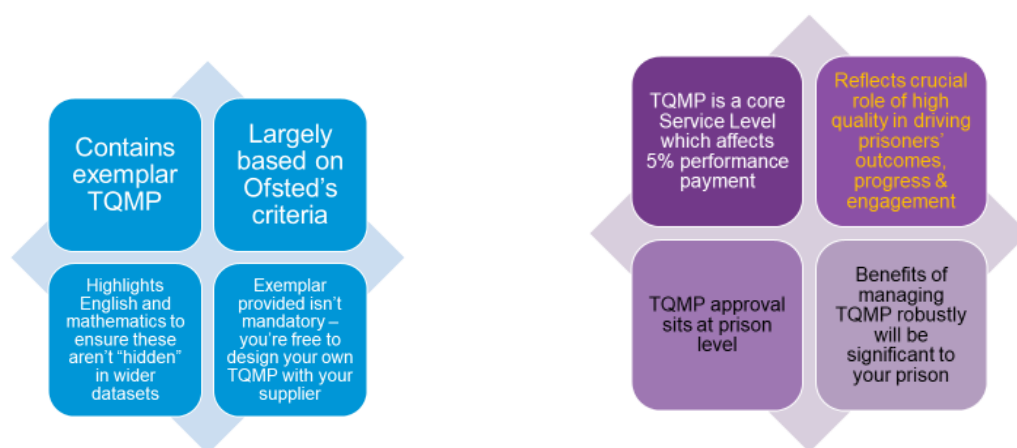 Contains
exemplar
TQMP
Largely
based on
Ofsted's
criteria
Highlights
English and
mathematics to
ensure these
aren't "hidden"
in wider
datasets
Exemplar
provided isn't
mandatory –
you're free to
design your own
TQMP with your
supplier
TQMP is a core
Service Level
which affects
5% performance
payment
Reflects crucial
role of high
quality in driving
prisoners'
outcomes,
progress &
engagement
TQMP approval
sits at prison
level
Benefits of
managing
TQMP robustly
will be
significant to
your prison